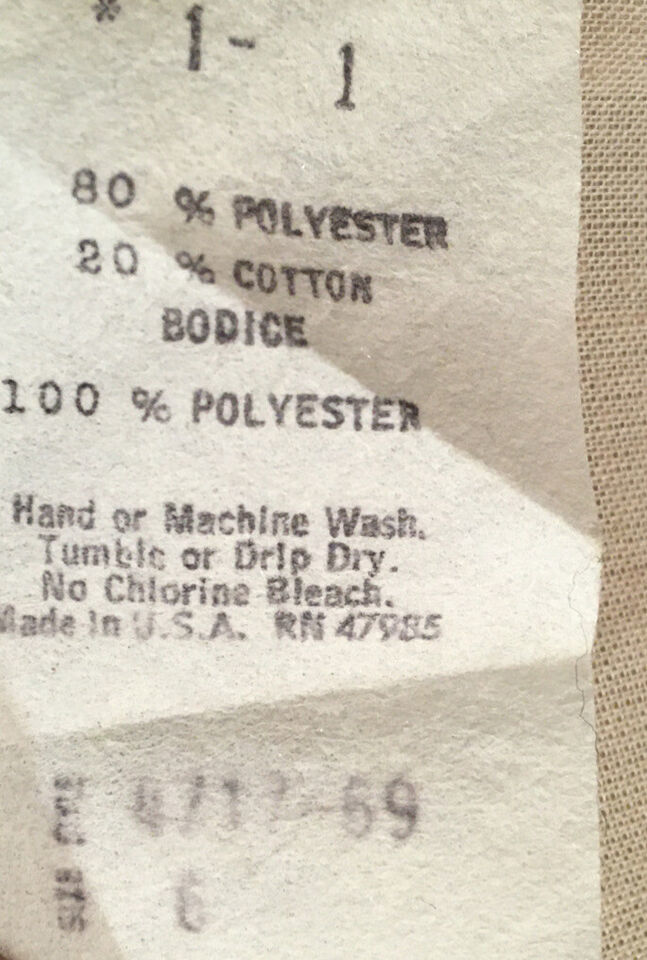 * 1- 1
80 % POLYESTER
20 % COTTON
BODICE
100 % POLYESTER
Hand or Machine Wash.
Tumble or Drip Dry.
No Chlorine Bleach.
Made in U.S.A. RN 47985
6